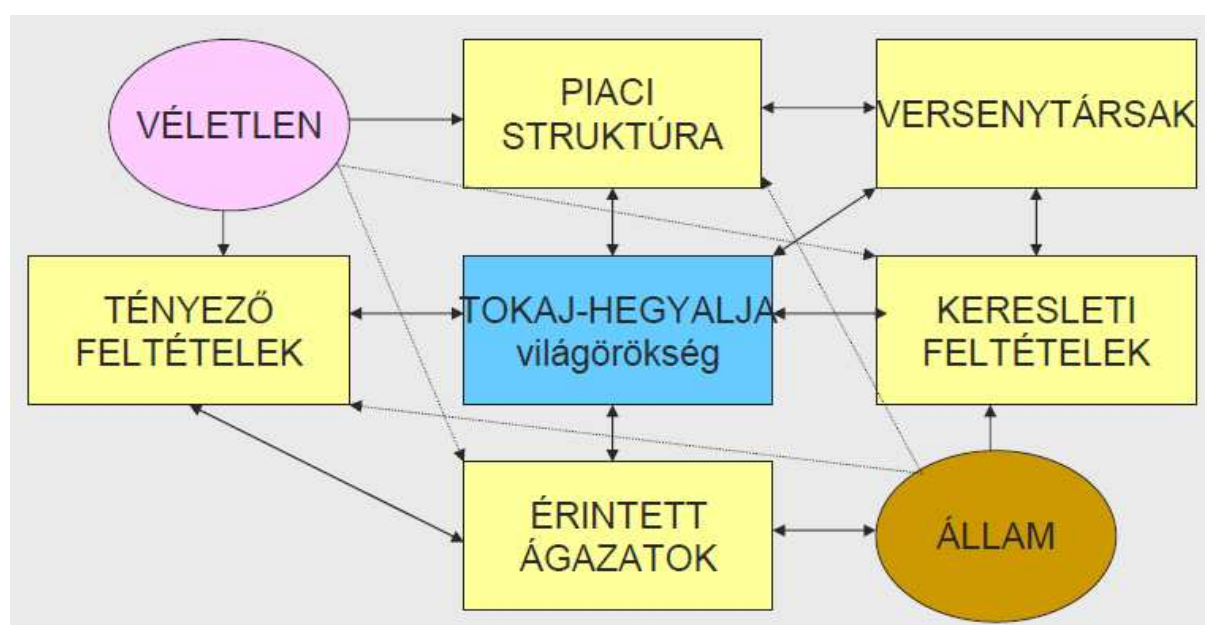 VÉLETLEN
PIACI
STRUKTÚRA
VERSENYTÁRSAK
TÉNYEZŐ
FELTÉTELEK
TOKAJ-HEGYALJA
világörökség
KERESLETI
FELTÉTELEK
ÉRINTETT
ÁGAZATOK
ÁLLAM